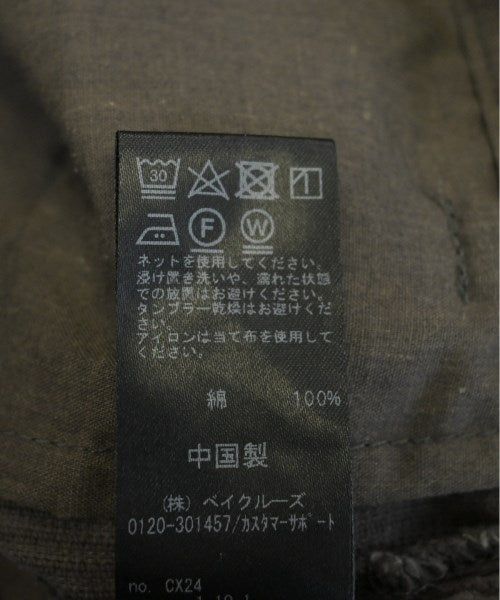 30
F W
ネットを使用してください。
浸け置き洗いや、濡れた状態
での放置はお避けください。
タンブラー乾燥はお避けくだ
さい。
アイロンは当て布を使用して
ください。
綿 100%
中国製
(株) ベイクルーズ
0120-301457/カスタマーサポート
no. CX24